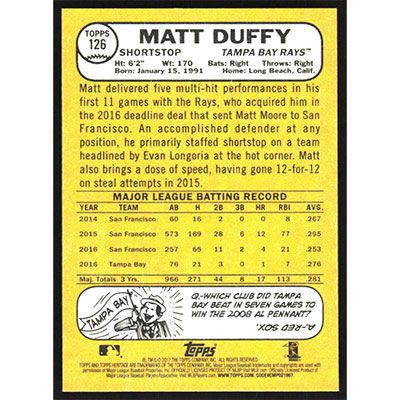 TOPPS
126
MATT DUFFY
SHORTSTOP TAMPA BAY RAYS™
Ht: 6'2" Wt: 170 Bats: Right Throws: Right
Born: January 15, 1991 Home: Long Beach, Calif.
Matt delivered five multi-hit performances in his
first 11 games with the Rays, who acquired him in
the 2016 deadline deal that sent Matt Moore to San
Francisco. An accomplished defender at any
position, he primarily staffed shortstop on a team
headlined by Evan Longoria at the hot corner. Matt
also brings a dose of speed, having gone 12-for-12
on steal attempts in 2015.
MAJOR LEAGUE BATTING RECORD
YEAR TEAM AB H 2B 3B HR RBI AVG.
2014 San Francisco 60 16 2 0 0 8 .267
2015 San Francisco 573 169 28 6 12 77 .295
2016 San Francisco 257 65 11 2 4 21 .253
2016 Tampa Bay 76 21 3 0 1 7 .276
Maj. Totals 3 Yrs. 966 271 44 8 17 113 .281
TAMPA BAY
Q.-WHICH CLUB DID TAMPA
BAY BEAT IN SEVEN GAMES TO
WIN THE 2008 AL PENNANT?
A.-RED SOX.
Topps